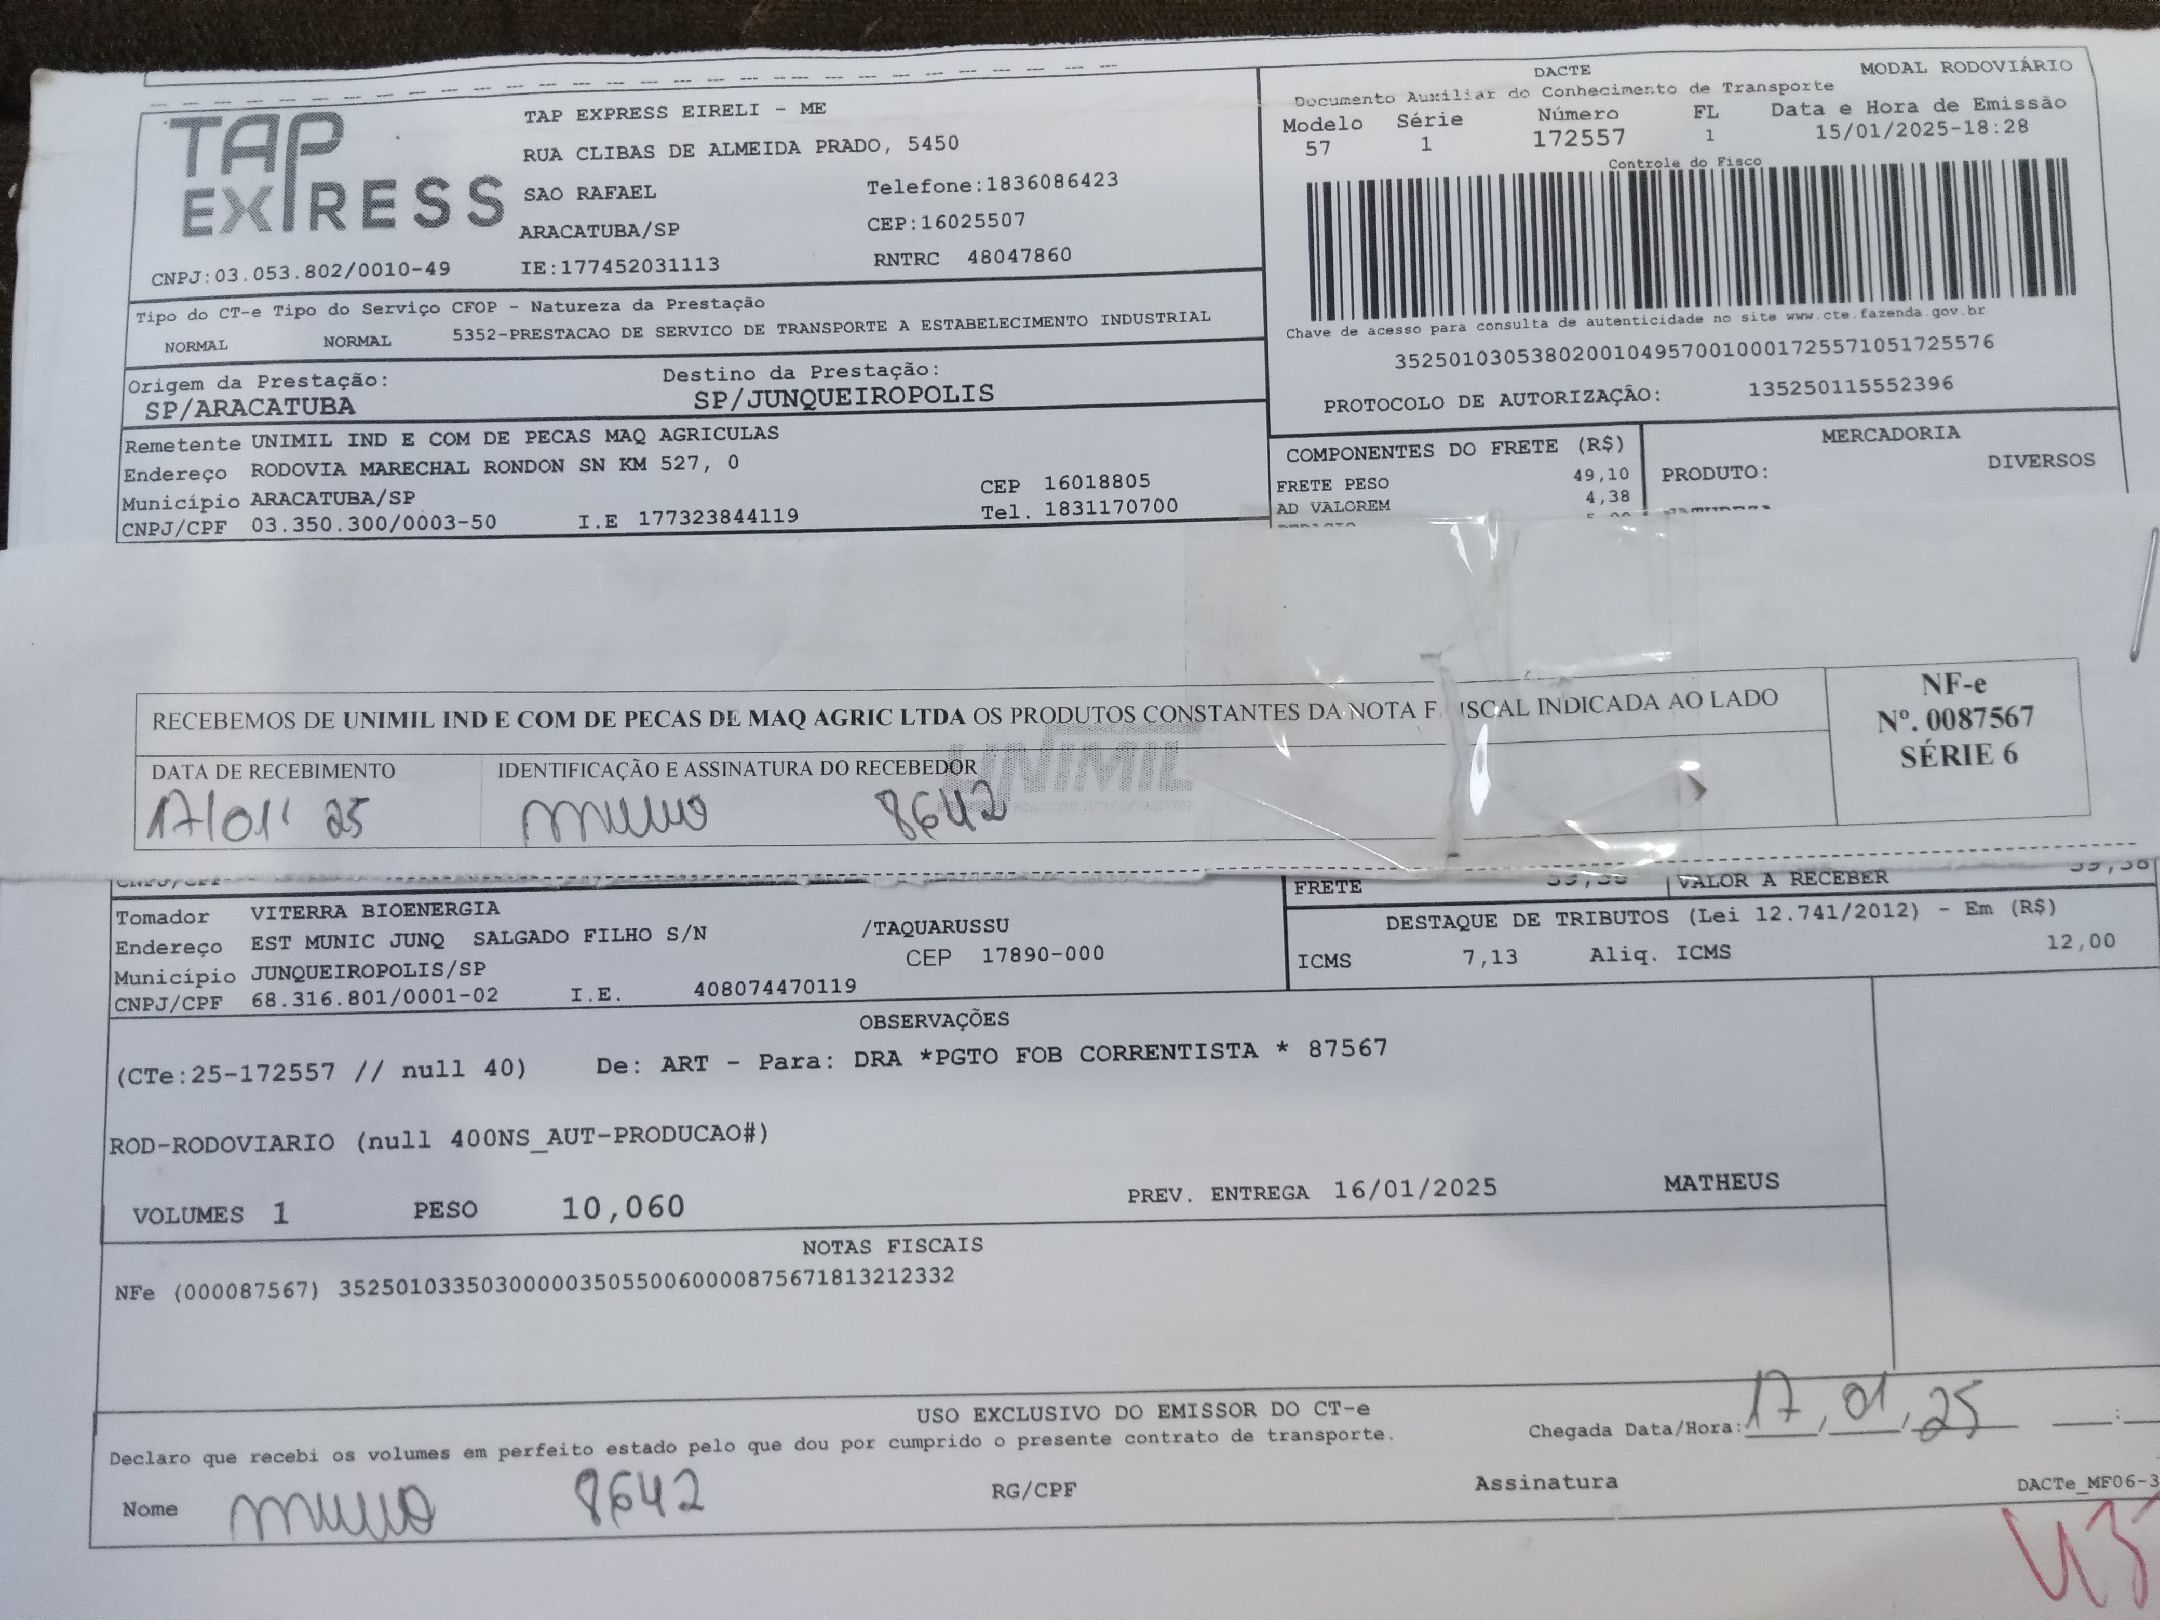 TAP EXPRESS
TAP EXPRESS EIRELI - ME
RUA CLIBAS DE ALMEIDA PRADO, 5450
SAO RAFAEL Telefone:1836086423
ARACATUBA/SP CEP:16025507
CNPJ:03.053.802/0010-49 IE:177452031113 RNTRC 48047860
DACTE MODAL RODOVIÁRIO
Documento Auxiliar do Conhecimento de Transporte
Modelo Série Número FL Data e Hora de Emissão
57 1 172557 1 15/01/2025-18:28
Controle do Fisco
Chave de acesso para consulta de autenticidade no site www.cte.fazenda.gov.br
35250103053802001049570010001725571051725576
PROTOCOLO DE AUTORIZAÇÃO: 135250115552396
Tipo do CT-e Tipo do Serviço CFOP - Natureza da Prestação
NORMAL NORMAL 5352-PRESTACAO DE SERVICO DE TRANSPORTE A ESTABELECIMENTO INDUSTRIAL
Origem da Prestação: Destino da Prestação:
SP/ARACATUBA SP/JUNQUEIROPOLIS
Remetente UNIMIL IND E COM DE PECAS MAQ AGRICULAS
Endereço RODOVIA MARECHAL RONDON SN KM 527, 0
Município ARACATUBA/SP CEP 16018805
CNPJ/CPF 03.350.300/0003-50 I.E 177323844119 Tel. 1831170700
COMPONENTES DO FRETE (R$)
FRETE PESO 49,10
AD VALOREM 4,38
MERCADORIA
PRODUTO: DIVERSOS
RECEBEMOS DE UNIMIL IND E COM DE PECAS DE MAQ AGRIC LTDA OS PRODUTOS CONSTANTES DA NOTA FISCAL INDICADA AO LADO
NF-e
Nº. 0087567
SÉRIE 6
DATA DE RECEBIMENTO IDENTIFICAÇÃO E ASSINATURA DO RECEBEDOR
UNIMIL
17/01/25 8642
CNPJ/CPF
FRETE 59,38 VALOR A RECEBER 59,38
Tomador VITERRA BIOENERGIA
Endereço EST MUNIC JUNQ SALGADO FILHO S/N /TAQUARUSSU
Município JUNQUEIROPOLIS/SP CEP 17890-000
CNPJ/CPF 68.316.801/0001-02 I.E. 408074470119
DESTAQUE DE TRIBUTOS (Lei 12.741/2012) - Em (R$)
ICMS 7,13 Aliq. ICMS 12,00
OBSERVAÇÕES
(CTe:25-172557 // null 40) De: ART - Para: DRA *PGTO FOB CORRENTISTA * 87567
ROD-RODOVIARIO (null 400NS_AUT-PRODUCAO#)
VOLUMES 1 PESO 10,060 PREV. ENTREGA 16/01/2025 MATHEUS
NOTAS FISCAIS
NFe (000087567) 35250103350300000350550060000875671813212332
USO EXCLUSIVO DO EMISSOR DO CT-e
Declaro que recebi os volumes em perfeito estado pelo que dou por cumprido o presente contrato de transporte.
Chegada Data/Hora: 17,01,25 :
Nome 8642 RG/CPF Assinatura
DACTe_MF06-3